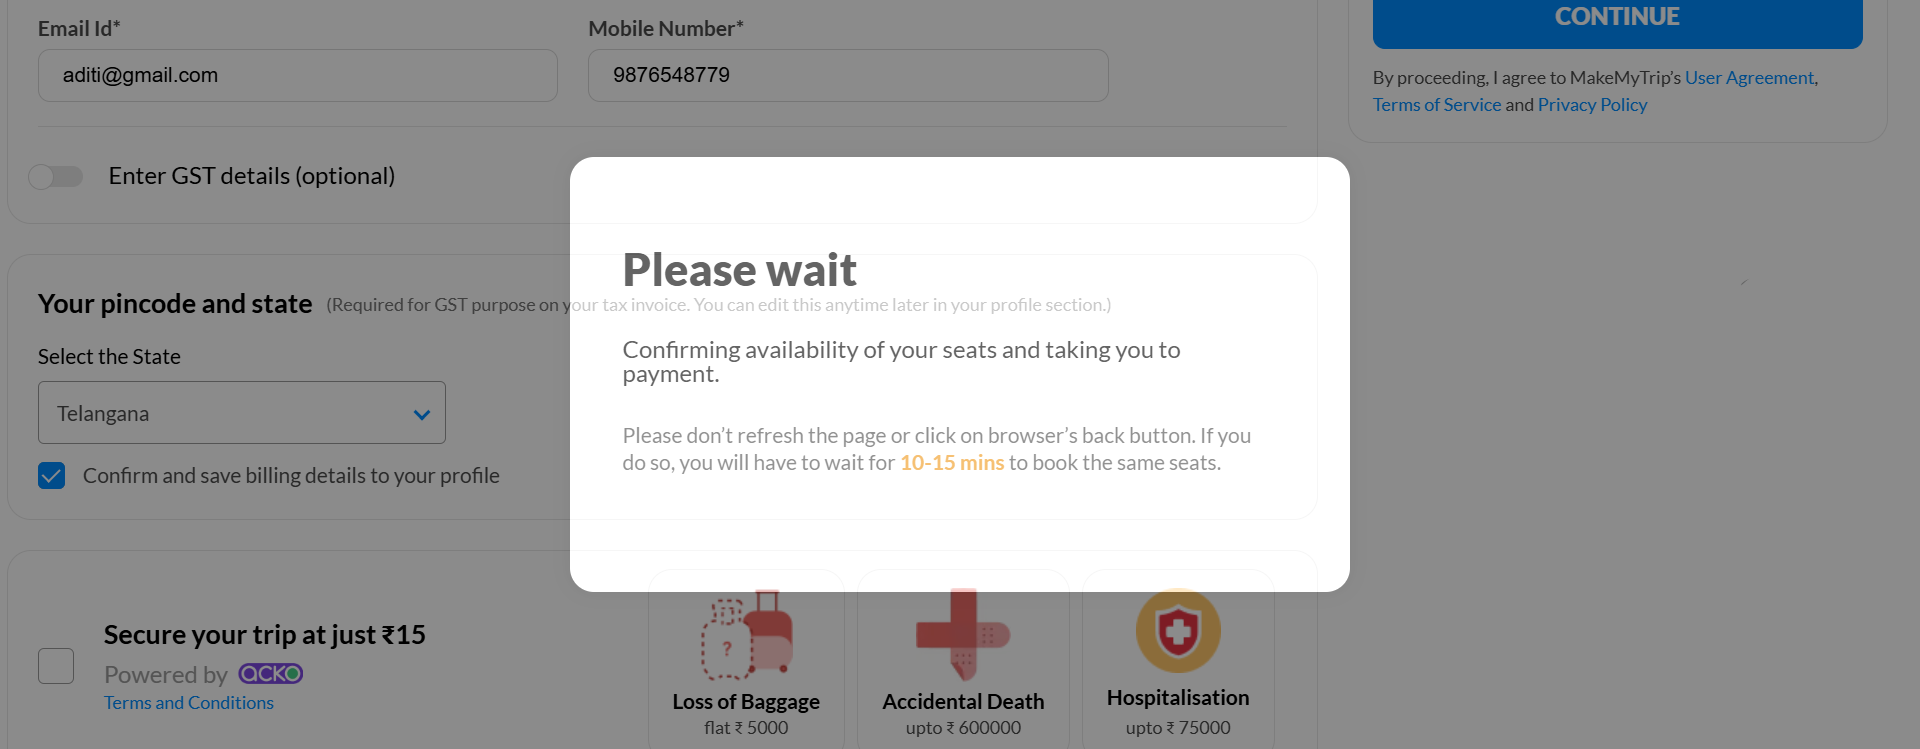 Email Id*
Mobile Number*
CONTINUE
aditi@gmail.com
9876548779
By proceeding, I agree to MakeMyTrip's User Agreement,
Terms of Service and Privacy Policy
Enter GST details (optional)
Please wait
Your pincode and state (Required for GST purpose on your tax invoice. You can edit this anytime later in your profile section.)
Confirming availability of your seats and taking you to
payment.
Select the State
Telangana
Please don't refresh the page or click on browser's back button. If you
do so, you will have to wait for 10-15 mins to book the same seats.
Confirm and save billing details to your profile
Secure your trip at just ₹15
Powered by ACKO
Terms and Conditions
?
Loss of Baggage
flat ₹ 5000
Accidental Death
upto ₹ 600000
Hospitalisation
upto ₹ 75000